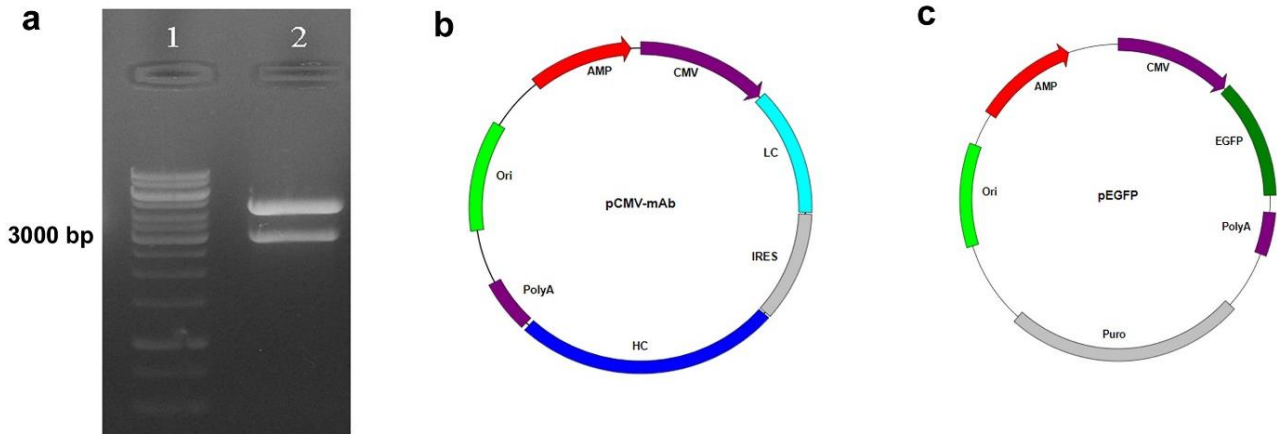 a
1 2
3000 bp
b
AMP CMV
LC
Ori
pCMV-mAb
IRES
PolyA
HC
c
CMV
AMP
EGFP
Ori
pEGFP
PolyA
Puro